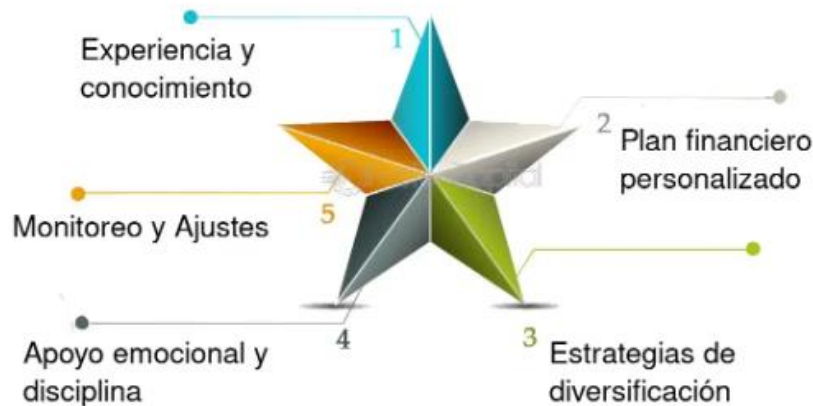 1
Experiencia y
conocimiento
2
Plan financiero
personalizado
3
Estrategias de
diversificación
4
Apoyo emocional y
disciplina
5
Monitoreo y Ajustes